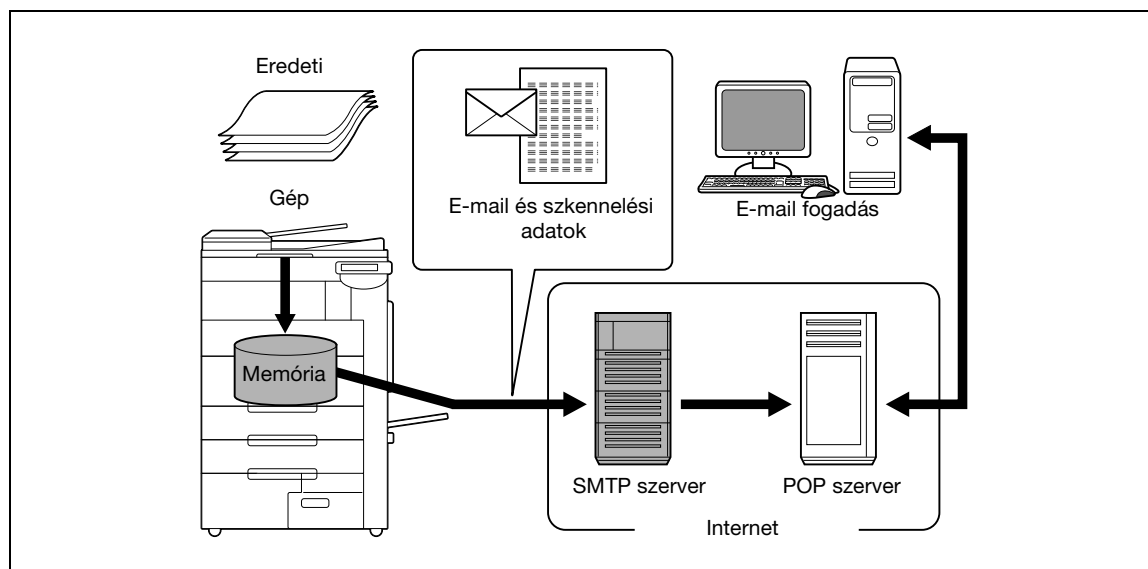 Eredeti
Gép
Memória
E-mail és szkennelési
adatok
E-mail fogadás
SMTP szerver
POP szerver
Internet